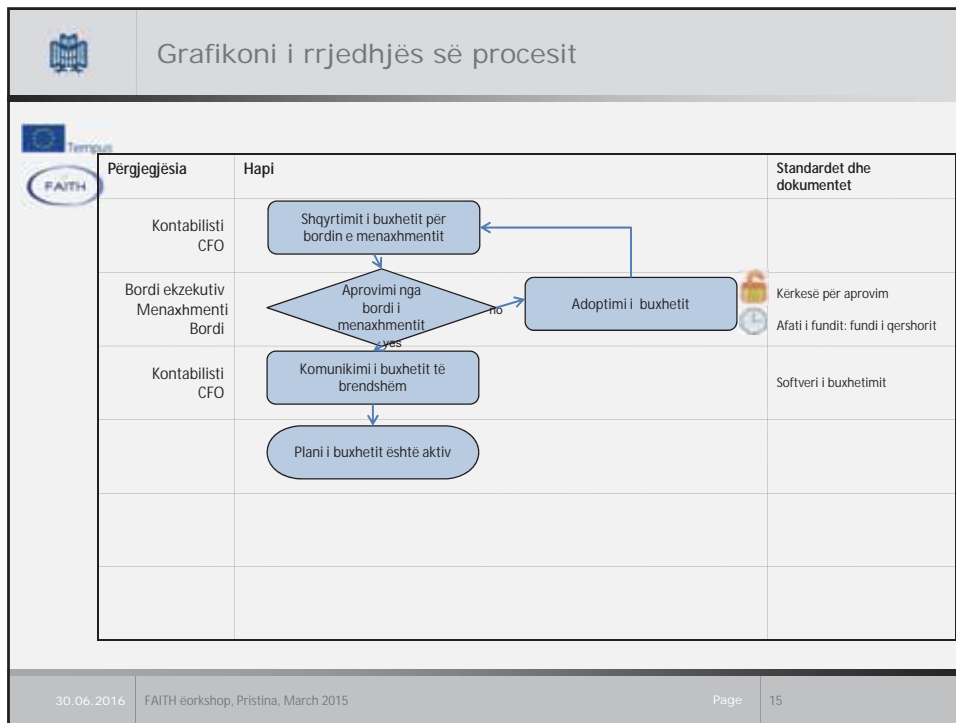 Grafikoni i rrjedhjës së procesit
Tempus
FAITH
Përgjegjësia
Hapi
Standardet dhe
dokumentet
Kontabilisti
CFO
Shqyrtimit i buxhetit për
bordin e menaxhmentit
Bordi ekzekutiv
Menaxhmenti
Bordi
Aprovimi nga
bordi i
menaxhmentit
no
yes
Adoptimi i buxhetit
Kërkesë për aprovim
Afati i fundit: fundi i qershorit
Kontabilisti
CFO
Komunikimi i buxhetit të
brendshëm
Softveri i buxhetimit
Plani i buxhetit është aktiv
30.06.2016
FAITH ëorkshop, Pristina, March 2015
Page
15